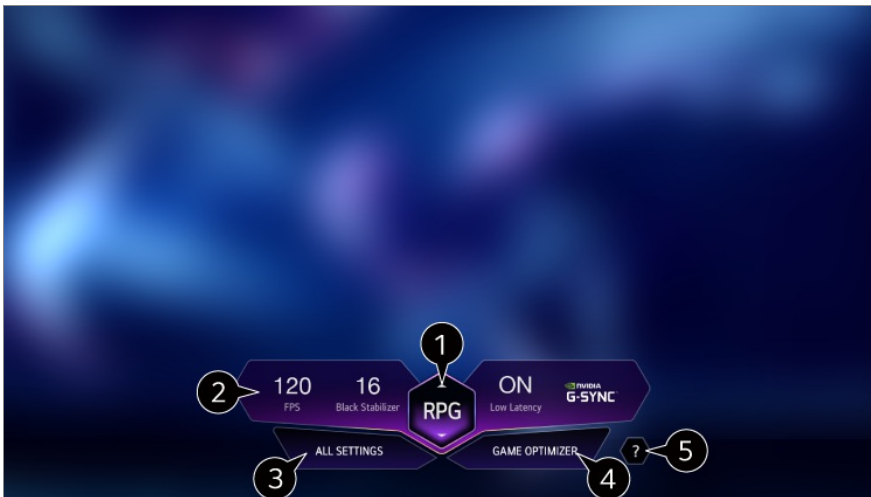 1
2
120
FPS
16
Black Stabilizer
RPG
ON
Low Latency
NVIDIA
G-SYNC
3
ALL SETTINGS
GAME OPTIMIZER
4
?
5